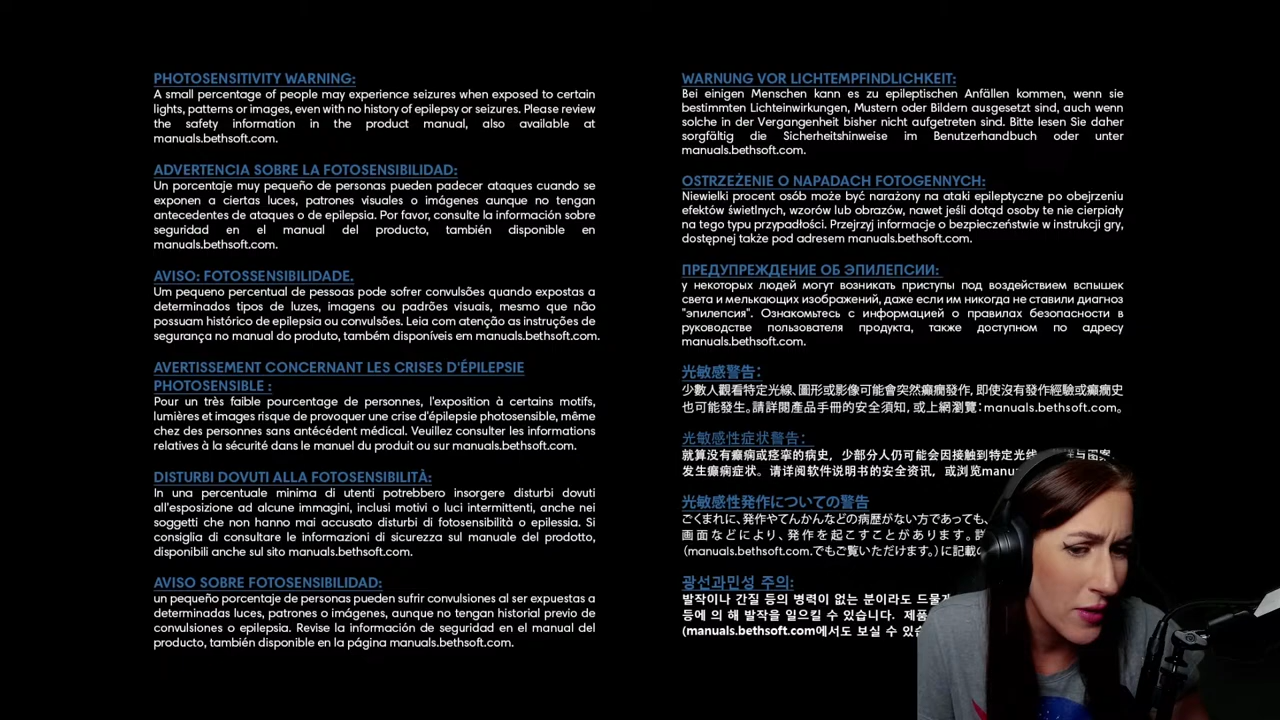 PHOTOSENSITIVITY WARNING:
A small percentage of people may experience seizures when exposed to certain
lights, patterns or images, even with no history of epilepsy or seizures. Please review
the safety information in the product manual, also available at
manuals.bethsoft.com.
ADVERTENCIA SOBRE LA FOTOSENSIBILIDAD:
Un porcentaje muy pequeño de personas pueden padecer ataques cuando se
exponen a ciertas luces, patrones visuales o imágenes aunque no tengan
antecedentes de ataques o de epilepsia. Por favor, consulte la información sobre
seguridad en el manual del producto, también disponible en
manuals.bethsoft.com.
AVISO: FOTOSSENSIBILIDADE.
Um pequeno percentual de pessoas pode sofrer convulsões quando expostas a
determinados tipos de luzes, imagens ou padrões visuais, mesmo que não
possuam histórico de epilepsia ou convulsões. Leia com atenção as instruções de
segurança no manual do produto, também disponíveis em manuals.bethsoft.com.
AVERTISSEMENT CONCERNANT LES CRISES D'ÉPILEPSIE
PHOTOSENSIBLE :
Pour un très faible pourcentage de personnes, l'exposition à certains motifs,
lumières et images risque de provoquer une crise d'épilepsie photosensible, même
chez des personnes sans antécédent médical. Veuillez consulter les informations
relatives à la sécurité dans le manuel du produit ou sur manuals.bethsoft.com.
DISTURBI DOVUTI ALLA FOTOSENSIBILITÀ:
In una percentuale minima di utenti potrebbero insorgere disturbi dovuti
all'esposizione ad alcune immagini, inclusi motivi o luci intermittenti, anche nei
soggetti che non hanno mai accusato disturbi di fotosensibilità o epilessia. Si
consiglia di consultare le informazioni di sicurezza sul manuale del prodotto,
disponibili anche sul sito manuals.bethsoft.com.
AVISO SOBRE FOTOSENSIBILIDAD:
un pequeño porcentaje de personas pueden sufrir convulsiones al ser expuestas a
determinadas luces, patrones o imágenes, aunque no tengan historial previo de
convulsiones o epilepsia. Revise la información de seguridad en el manual del
producto, también disponible en la página manuals.bethsoft.com.
WARNUNG VOR LICHTEMPFINDLICHKEIT:
Bei einigen Menschen kann es zu epileptischen Anfällen kommen, wenn sie
bestimmten Lichteinwirkungen, Mustern oder Bildern ausgesetzt sind, auch wenn
solche in der Vergangenheit bisher nicht aufgetreten sind. Bitte lesen Sie daher
sorgfältig die Sicherheitshinweise im Benutzerhandbuch oder unter
manuals.bethsoft.com.
OSTRZEŻENIE O NAPADACH FOTOGENNYCH:
Niewielki procent osób może być narażony na ataki epileptyczne po obejrzeniu
efektów świetlnych, wzorów lub obrazów, nawet jeśli dotąd osoby te nie cierpiały
na tego typu przypadłości. Przejrzyj informacje o bezpieczeństwie w instrukcji gry,
dostępnej także pod adresem manuals.bethsoft.com.
ПРЕДУПРЕЖДЕНИЕ ОБ ЭПИЛЕПСИИ:
у некоторых людей могут возникать приступы под воздействием вспышек
света и мелькающих изображений, даже если им никогда не ставили диагноз
"эпилепсия". Ознакомьтесь с информацией о правилах безопасности в
руководстве пользователя продукта, также доступном по адресу
manuals.bethsoft.com.
光敏感警告：
少數人觀看特定光線、圖形或影像可能會突然癲癇發作，即使沒有發作經驗或癲癇史
也可能發生。請詳閱產品手冊的安全須知，或上網瀏覽：manuals.bethsoft.com。
光敏感性症状警告：
就算没有癫痫或痉挛的病史，少部分人仍可能会因接触到特定光线
发生癫痫症状。请详阅软件说明书的安全资讯，或浏览manu
光敏感性発作についての警告
ごくまれに、発作やてんかんなどの病歴がない方であっても、
画面などにより、発作を起こすことがあります。
（manuals.bethsoft.comでもご覧いただけます。）に記載
광선과민성 주의:
발작이나 간질 등의 병력이 없는 분이라도 드물게
등에 의 해 발작을 일으킬 수 있습니다. 제품
(manuals.bethsoft.com에서도 보실 수 있